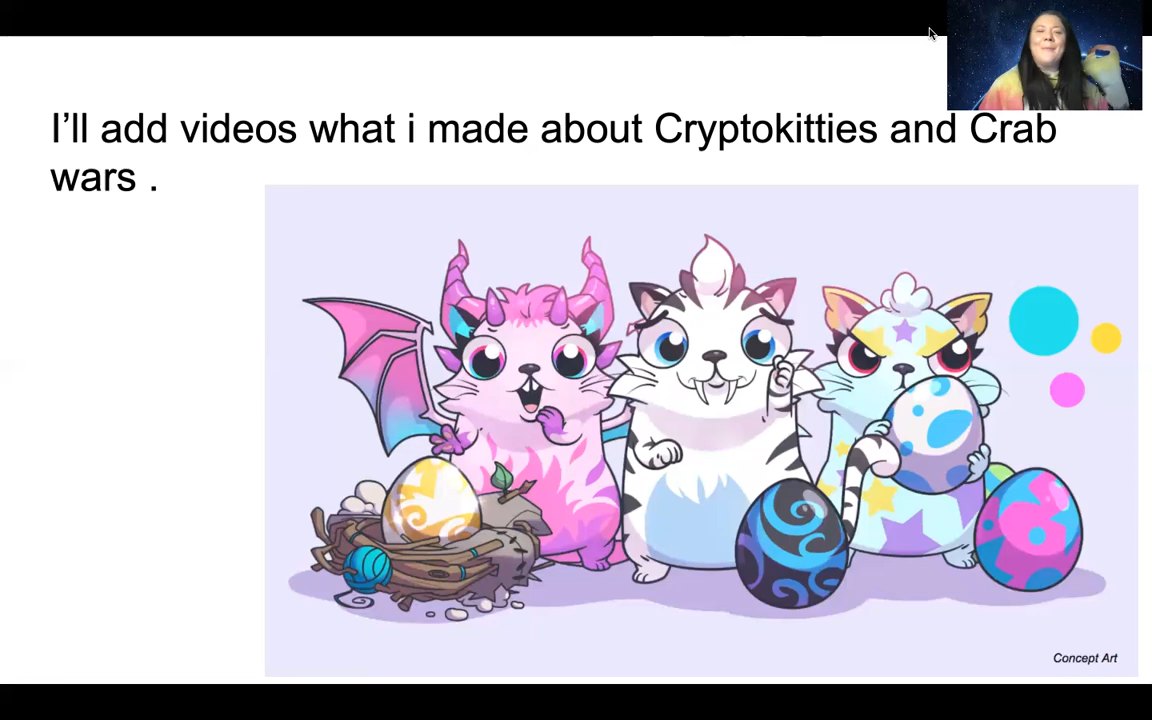 I’ll add videos what i made about Cryptokitties and Crab
wars .
Concept Art